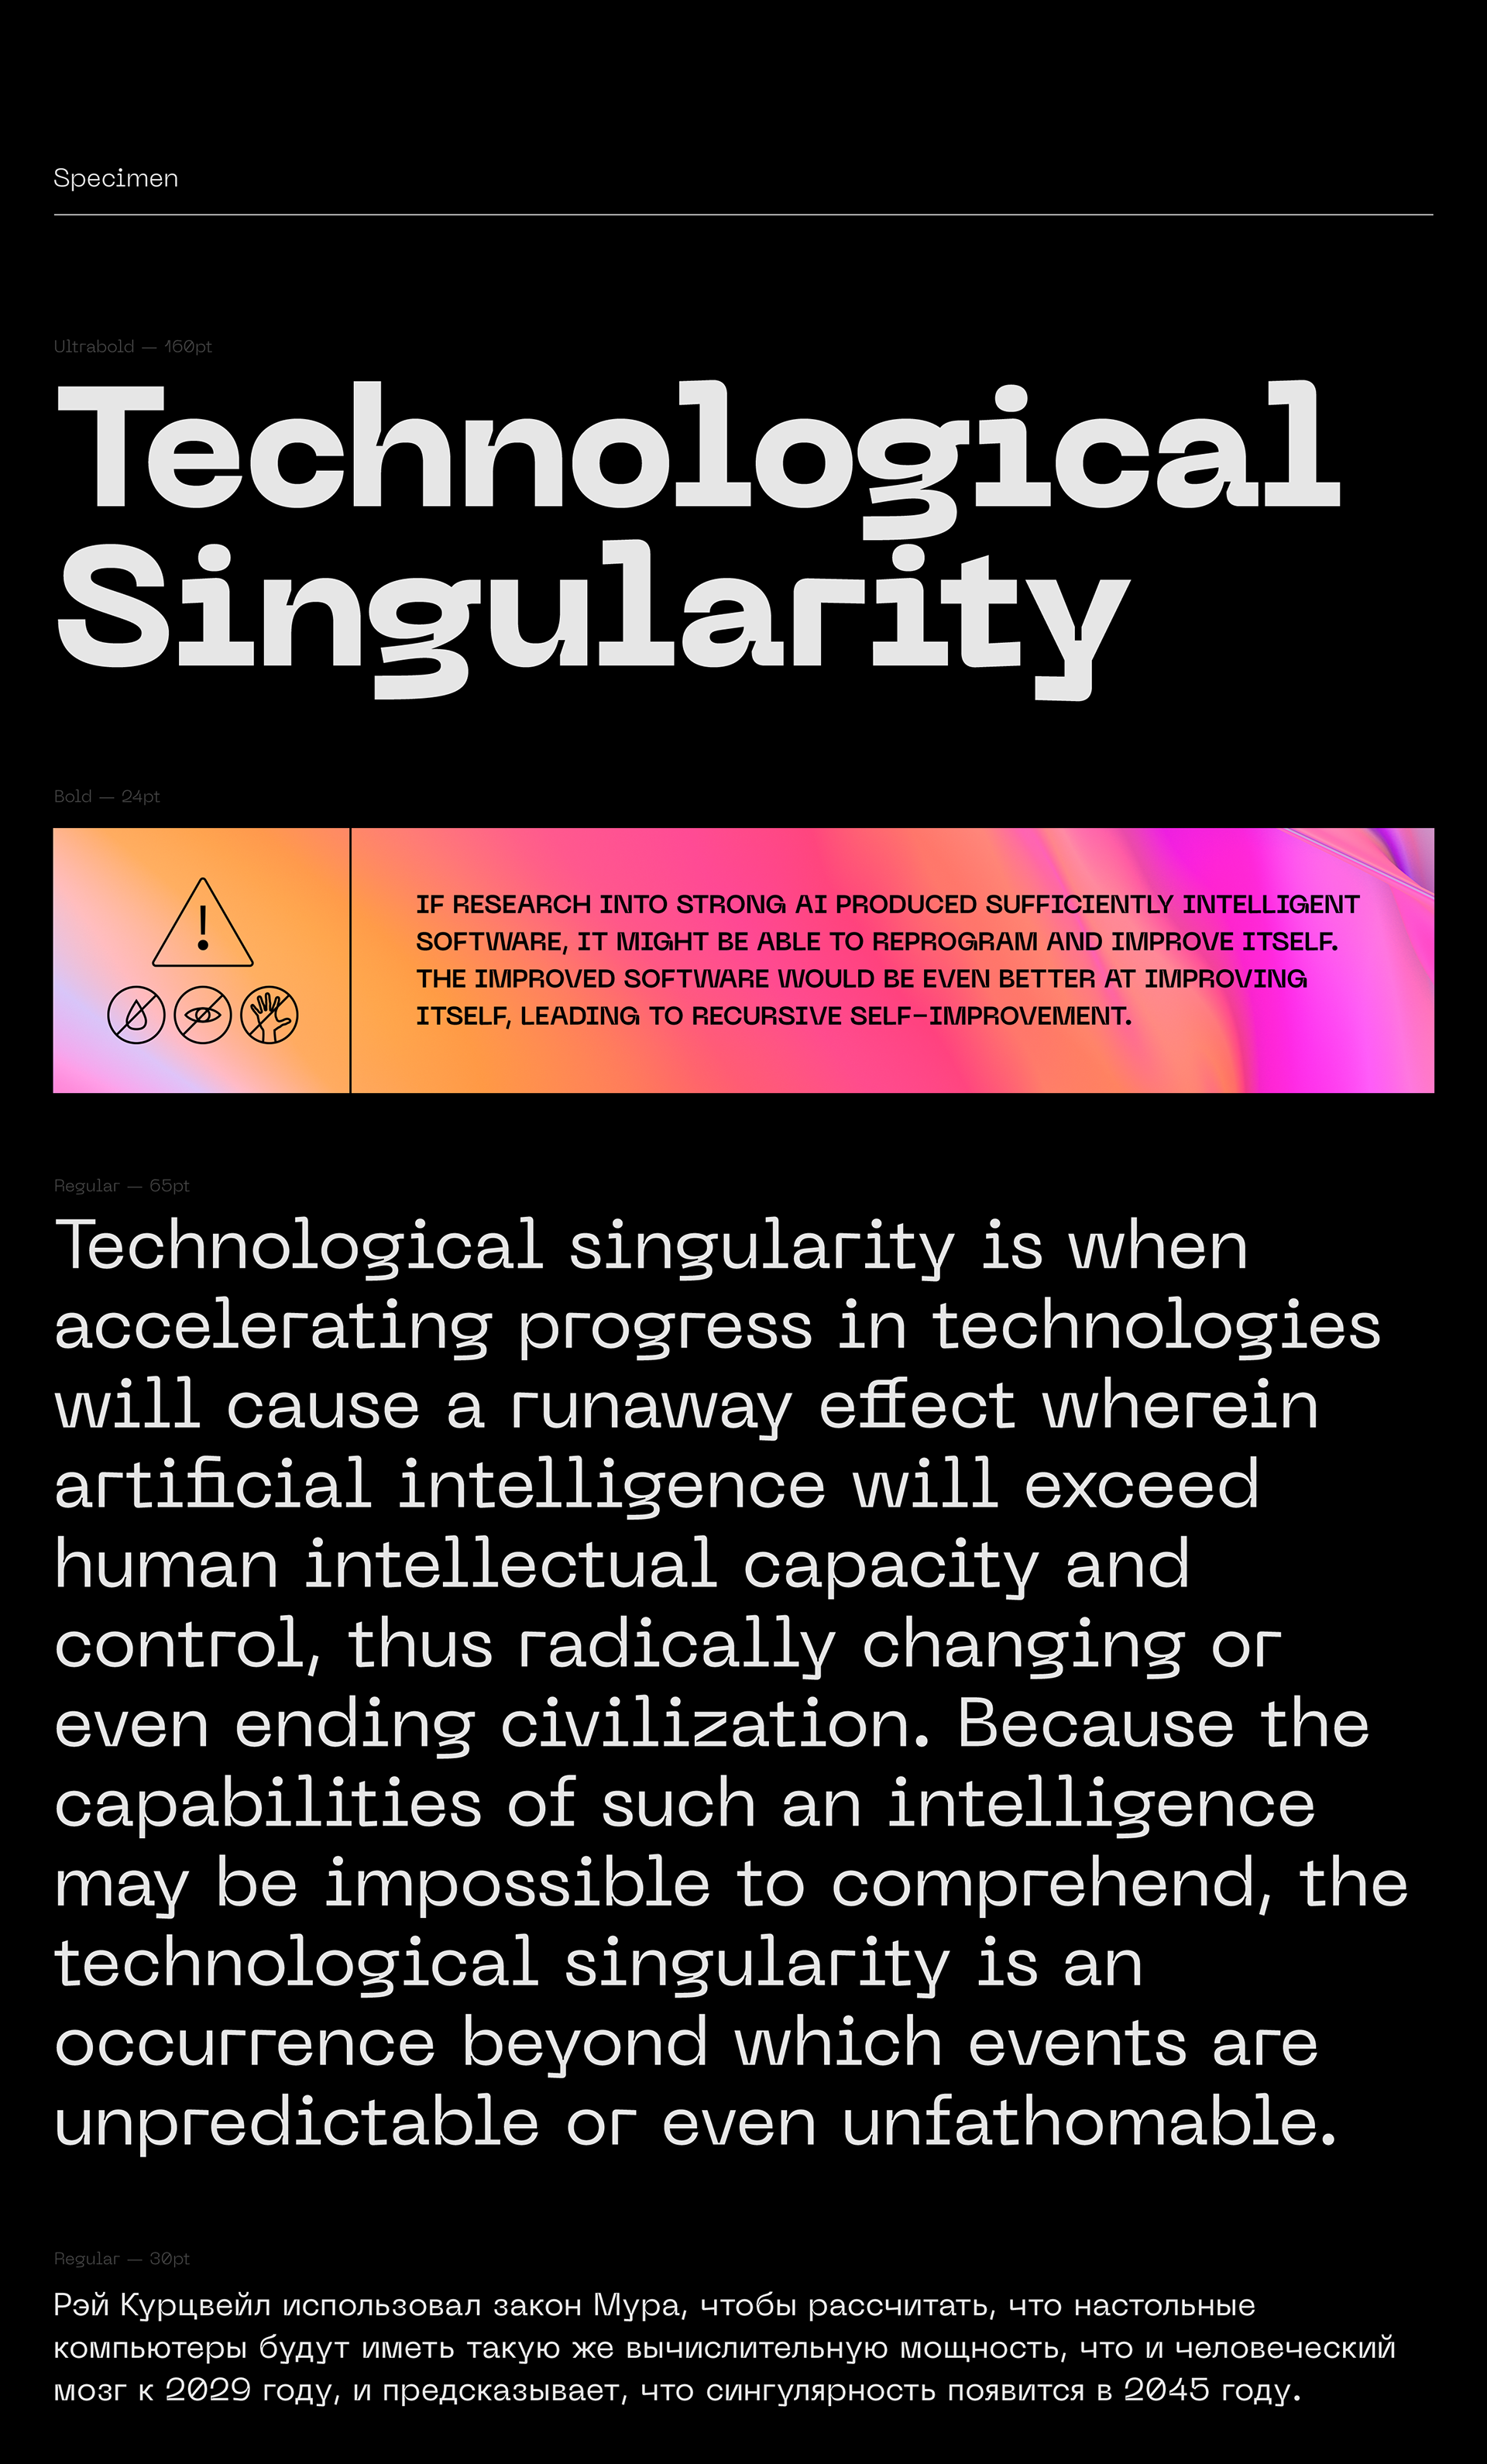 Specimen
Ultrabold — 160pt
Technological
Singularity
Bold — 24pt
IF RESEARCH INTO STRONG AI PRODUCED SUFFICIENTLY INTELLIGENT
SOFTWARE, IT MIGHT BE ABLE TO REPROGRAM AND IMPROVE ITSELF.
THE IMPROVED SOFTWARE WOULD BE EVEN BETTER AT IMPROVING
ITSELF, LEADING TO RECURSIVE SELF-IMPROVEMENT.
Regular — 65pt
Technological singularity is when
accelerating progress in technologies
will cause a runaway effect wherein
artificial intelligence will exceed
human intellectual capacity and
control, thus radically changing or
even ending civilization. Because the
capabilities of such an intelligence
may be impossible to comprehend, the
technological singularity is an
occurrence beyond which events are
unpredictable or even unfathomable.
Regular — 30pt
Рэй Курцвейл использовал закон Мура, чтобы рассчитать, что настольные
компьютеры будут иметь такую же вычислительную мощность, что и человеческий
мозг к 2029 году, и предсказывает, что сингулярность появится в 2045 году.